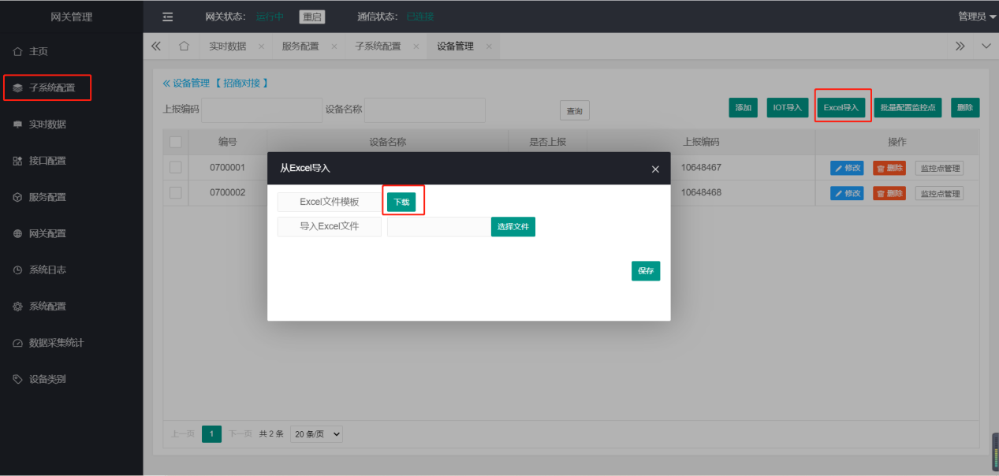 网关管理
网关状态： 运行中 重启 通信状态： 已连接 管理员
主页
子系统配置
实时数据
接口配置
服务配置
网关配置
系统日志
系统配置
数据采集统计
设备类别
实时数据 服务配置 子系统配置 设备管理
设备管理 【 招商对接 】
上报编码 设备名称 查询 添加 IOT导入 Excel导入 批量配置监控点 删除
编号 设备名称 是否上报 上报编码 操作
0700001 10648467 修改 删除 监控点管理
0700002 10648468 修改 删除 监控点管理
从Excel导入
Excel文件模板 下载
导入Excel文件 选择文件
保存
上一页 1 下一页 共 2 条 20 条/页